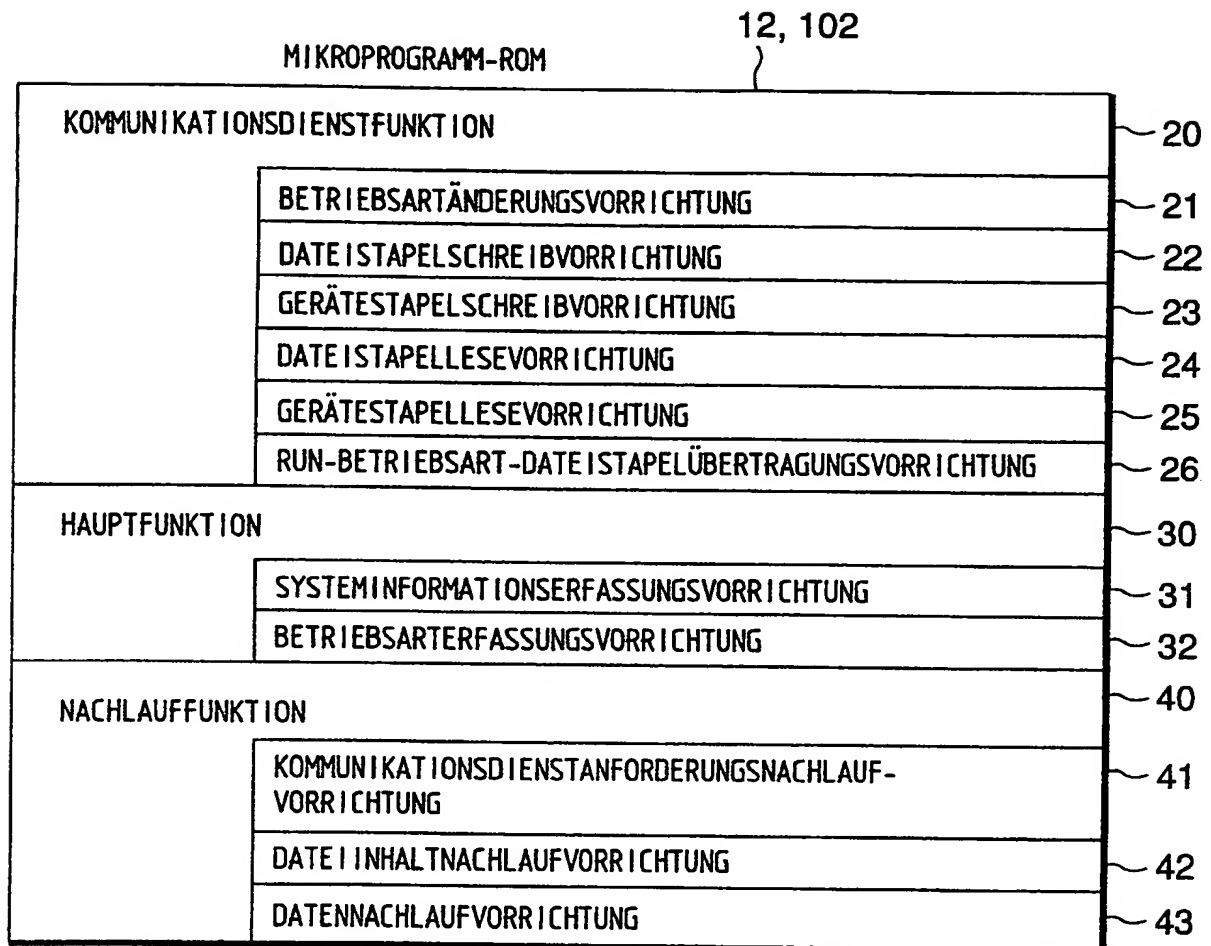 12, 102
MIKROPROGRAMM-ROM
KOMMUNIKATIONSDIENSTFUNKTION
20
BETRIEBSARTÄNDERUNGSVORRICHTUNG
21
DATEISTAPELSCHREIBVORRICHTUNG
22
GERÄTESTAPELSCHREIBVORRICHTUNG
23
DATEISTAPELLESEVORRICHTUNG
24
GERÄTESTAPELLESEVORRICHTUNG
25
RUN-BETRIEBSART-DATEISTAPELÜBERTRAGUNGSVORRICHTUNG
26
HAUPTFUNKTION
30
SYSTEMINFORMATIONSERFASSUNGSVORRICHTUNG
31
BETRIEBSARTERFASSUNGSVORRICHTUNG
32
NACHLAUFFUNKTION
40
KOMMUNIKATIONSDIENSTANFORDERUNGSNACHLAUF-
VORRICHTUNG
41
DATEIINHALTNACHLAUFVORRICHTUNG
42
DATENNACHLAUFVORRICHTUNG
43